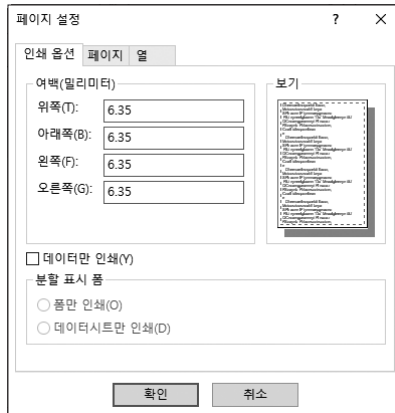 페이지 설정 ? ×
인쇄 옵션 페이지 열
여백(밀리미터)
위쪽(T): 6.35
아래쪽(B): 6.35
왼쪽(F): 6.35
오른쪽(G): 6.35
보기
데이터만 인쇄(Y)
분할 표시 폼
폼만 인쇄(O)
데이터시트만 인쇄(D)
확인 취소